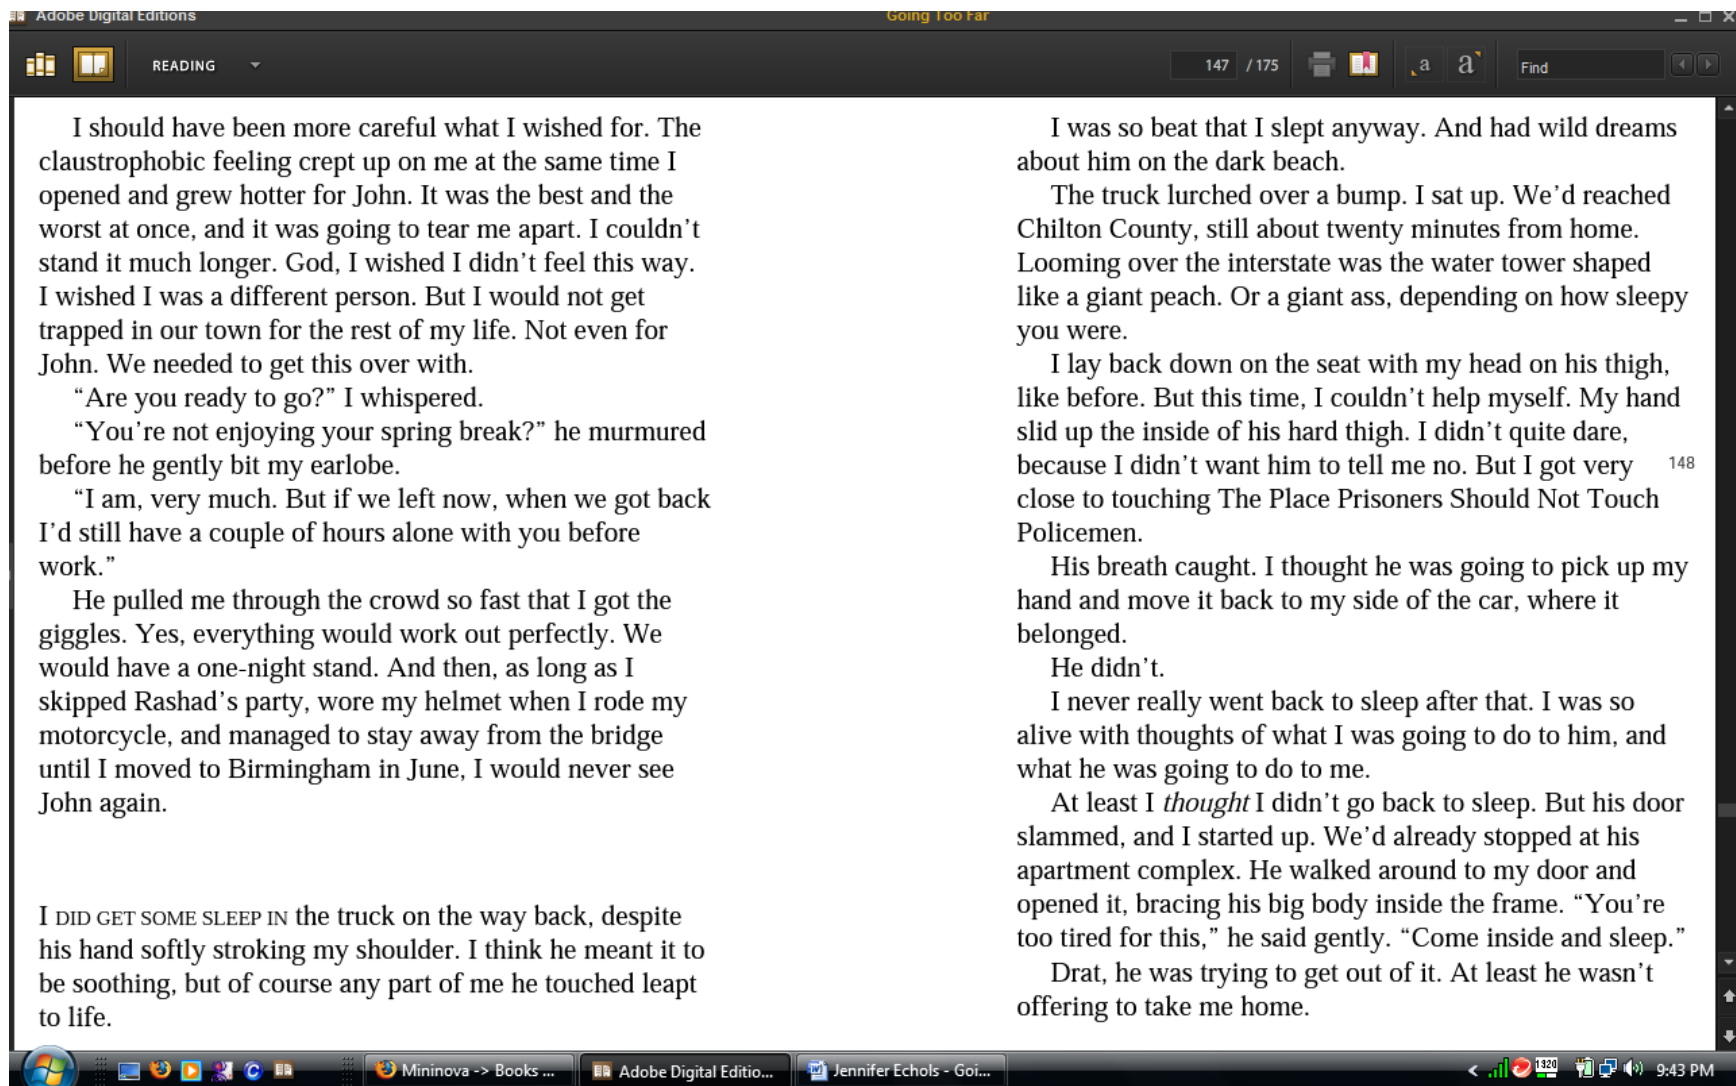 Adobe Digital Editions
Going Too Far
READING
147 / 175
a
a
Find
I should have been more careful what I wished for. The
claustrophobic feeling crept up on me at the same time I
opened and grew hotter for John. It was the best and the
worst at once, and it was going to tear me apart. I couldn’t
stand it much longer. God, I wished I didn’t feel this way.
I wished I was a different person. But I would not get
trapped in our town for the rest of my life. Not even for
John. We needed to get this over with.
“Are you ready to go?” I whispered.
“You’re not enjoying your spring break?” he murmured
before he gently bit my earlobe.
“I am, very much. But if we left now, when we got back
I’d still have a couple of hours alone with you before
work.”
He pulled me through the crowd so fast that I got the
giggles. Yes, everything would work out perfectly. We
would have a one-night stand. And then, as long as I
skipped Rashad’s party, wore my helmet when I rode my
motorcycle, and managed to stay away from the bridge
until I moved to Birmingham in June, I would never see
John again.
I DID GET SOME SLEEP IN the truck on the way back, despite
his hand softly stroking my shoulder. I think he meant it to
be soothing, but of course any part of me he touched leapt
to life.
I was so beat that I slept anyway. And had wild dreams
about him on the dark beach.
The truck lurched over a bump. I sat up. We’d reached
Chilton County, still about twenty minutes from home.
Looming over the interstate was the water tower shaped
like a giant peach. Or a giant ass, depending on how sleepy
you were.
I lay back down on the seat with my head on his thigh,
like before. But this time, I couldn’t help myself. My hand
slid up the inside of his hard thigh. I didn’t quite dare,
because I didn’t want him to tell me no. But I got very
148
close to touching The Place Prisoners Should Not Touch
Policemen.
His breath caught. I thought he was going to pick up my
hand and move it back to my side of the car, where it
belonged.
He didn’t.
I never really went back to sleep after that. I was so
alive with thoughts of what I was going to do to him, and
what he was going to do to me.
At least I thought I didn’t go back to sleep. But his door
slammed, and I started up. We’d already stopped at his
apartment complex. He walked around to my door and
opened it, bracing his big body inside the frame. “You’re
too tired for this,” he said gently. “Come inside and sleep.”
Drat, he was trying to get out of it. At least he wasn’t
offering to take me home.
Mininova -> Books ...
Adobe Digital Editio...
Jennifer Echols - Goi...
1320
9:43 PM